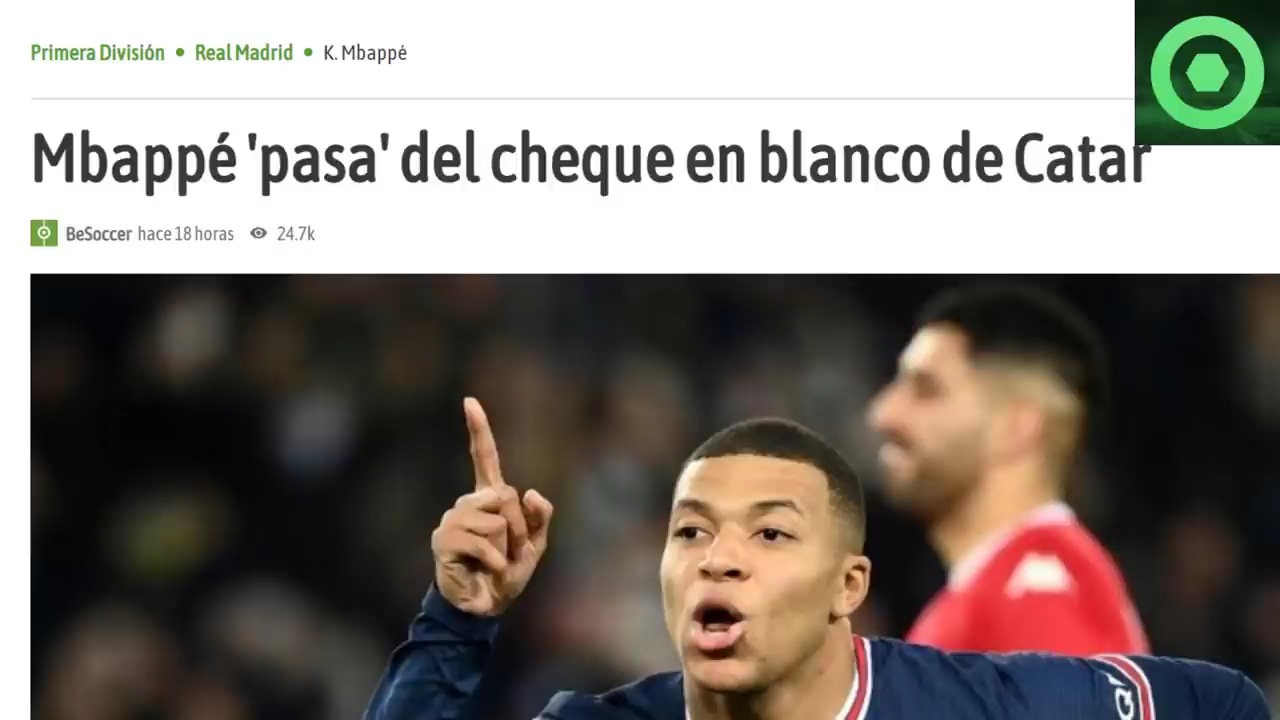 Primera División • Real Madrid • K. Mbappé
Mbappé 'pasa' del cheque en blanco de Catar
BeSoccer hace 18 horas 24.7k